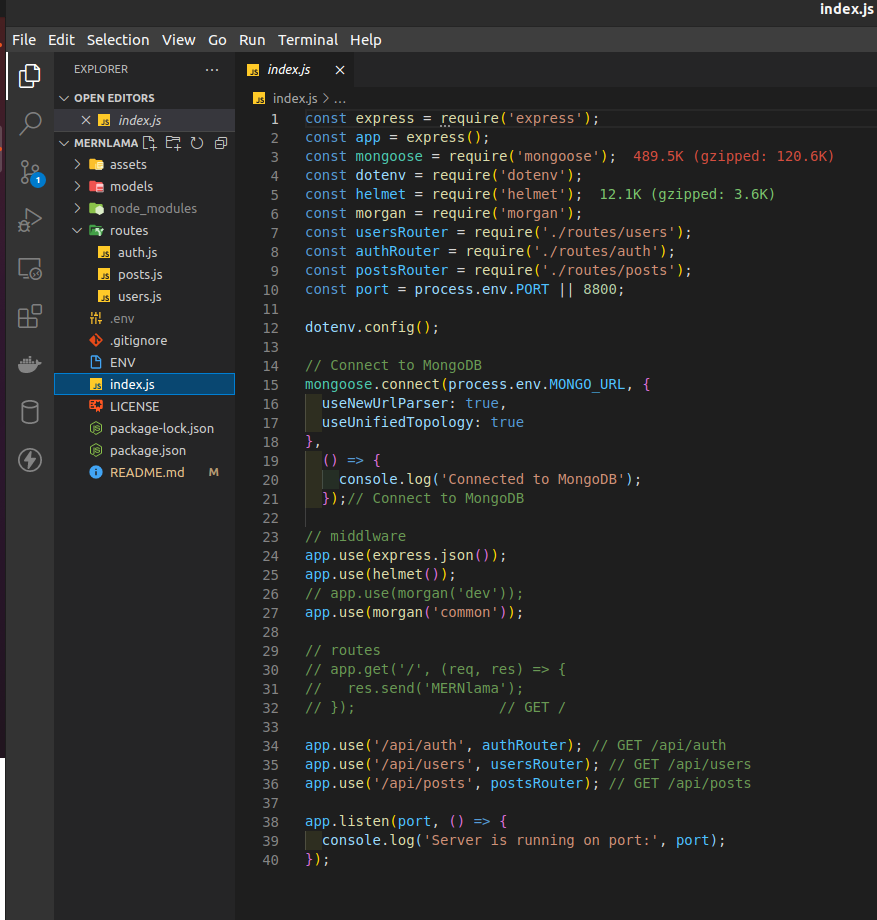 index.js
File Edit Selection View Go Run Terminal Help
EXPLORER ...
OPEN EDITORS
index.js
MERNLAMA
assets
models
node_modules
routes
auth.js
posts.js
users.js
.env
.gitignore
ENV
index.js
LICENSE
package-lock.json
package.json
README.md M
1
index.js
index.js > ...
1 const express = require('express');
2 const app = express();
3 const mongoose = require('mongoose'); 489.5K (gzipped: 120.6K)
4 const dotenv = require('dotenv');
5 const helmet = require('helmet'); 12.1K (gzipped: 3.6K)
6 const morgan = require('morgan');
7 const usersRouter = require('./routes/users');
8 const authRouter = require('./routes/auth');
9 const postsRouter = require('./routes/posts');
10 const port = process.env.PORT || 8800;
11
12 dotenv.config();
13
14 // Connect to MongoDB
15 mongoose.connect(process.env.MONGO_URL, {
16   useNewUrlParser: true,
17   useUnifiedTopology: true
18 },
19   () => {
20     console.log('Connected to MongoDB');
21   });// Connect to MongoDB
22
23 // middlware
24 app.use(express.json());
25 app.use(helmet());
26 // app.use(morgan('dev'));
27 app.use(morgan('common'));
28
29 // routes
30 // app.get('/', (req, res) => {
31 //   res.send('MERNlama');
32 // });                 // GET /
33
34 app.use('/api/auth', authRouter); // GET /api/auth
35 app.use('/api/users', usersRouter); // GET /api/users
36 app.use('/api/posts', postsRouter); // GET /api/posts
37
38 app.listen(port, () => {
39   console.log('Server is running on port:', port);
40 });